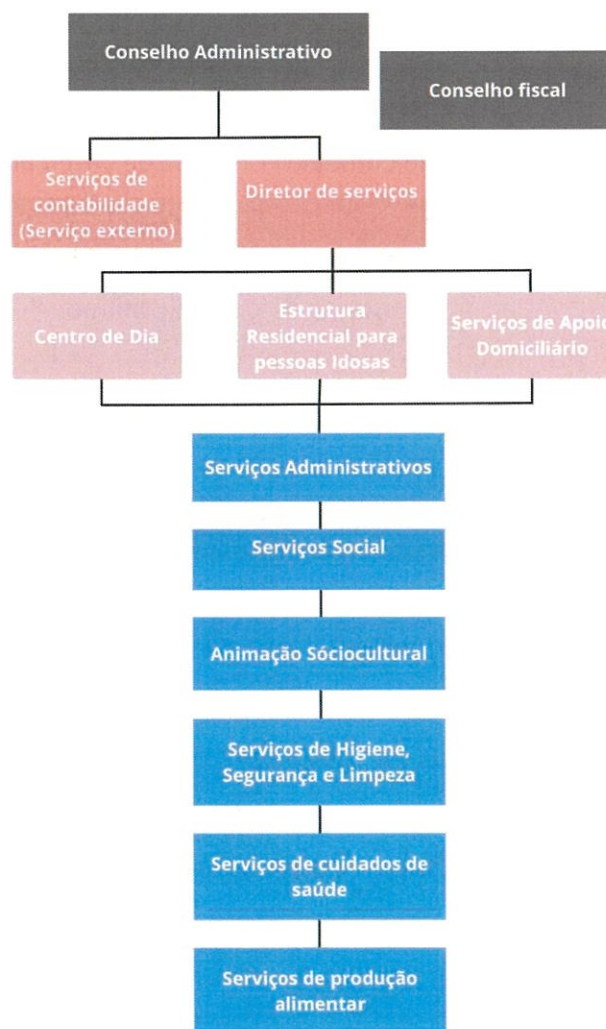 Conselho Administrativo
Conselho fiscal
Serviços de
contabilidade
(Serviço externo)
Diretor de serviços
Centro de Dia
Estrutura
Residencial para
pessoas Idosas
Serviços de Apoio
Domiciliário
Serviços Administrativos
Serviços Social
Animação Sóciocultural
Serviços de Higiene,
Segurança e Limpeza
Serviços de cuidados de
saúde
Serviços de produção
alimentar